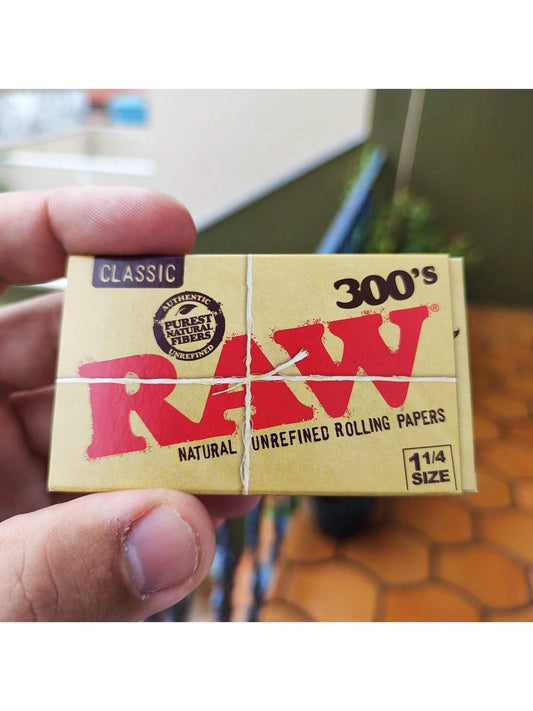 CLASSIC
300's
AUTHENTIC
PUREST
NATURAL
FIBERS
UNREFINED
RAW®
NATURAL UNREFINED ROLLING PAPERS
1 1/4
SIZE